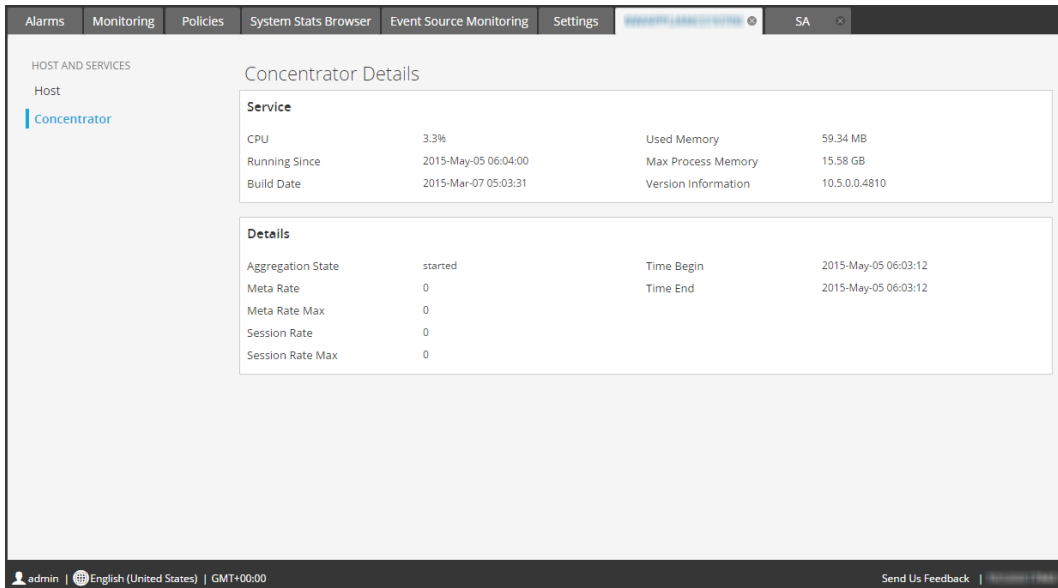 Alarms Monitoring Policies System Stats Browser Event Source Monitoring Settings SA
HOST AND SERVICES
Host
Concentrator
Concentrator Details
Service
CPU 3.3% Used Memory 59.34 MB
Running Since 2015-May-05 06:04:00 Max Process Memory 15.58 GB
Build Date 2015-Mar-07 05:03:31 Version Information 10.5.0.0.4810
Details
Aggregation State started Time Begin 2015-May-05 06:03:12
Meta Rate 0 Time End 2015-May-05 06:03:12
Meta Rate Max 0
Session Rate 0
Session Rate Max 0
admin | English (United States) | GMT+00:00 Send Us Feedback |